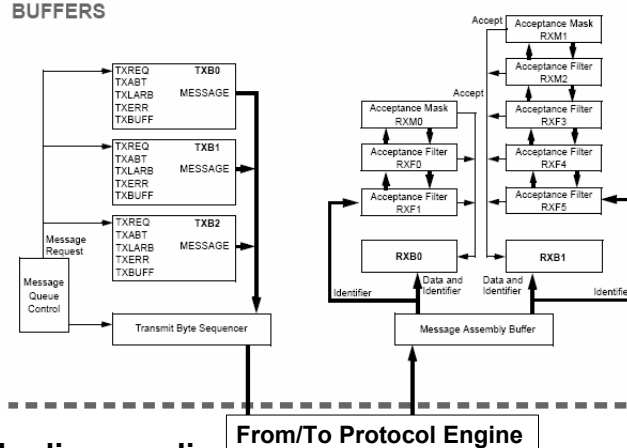 BUFFERS
TXREQ TXB0
TXABT
TXLARB MESSAGE
TXERR
TXBUFF
TXREQ TXB1
TXABT
TXLARB MESSAGE
TXERR
TXBUFF
TXREQ TXB2
TXABT
TXLARB MESSAGE
TXERR
TXBUFF
Message
Request
Message
Queue
Control
Transmit Byte Sequencer
Accept
Acceptance Mask
RXM1
Acceptance Filter
RXM2
Accept
Acceptance Mask
RXM0
Acceptance Filter
RXF3
Acceptance Filter
RXF0
Acceptance Filter
RXF4
Acceptance Filter
RXF1
Acceptance Filter
RXF5
RXB0
RXB1
Identifier
Data and
Identifier
Data and
Identifier
Identifie
Message Assembly Buffer
From/To Protocol Engine